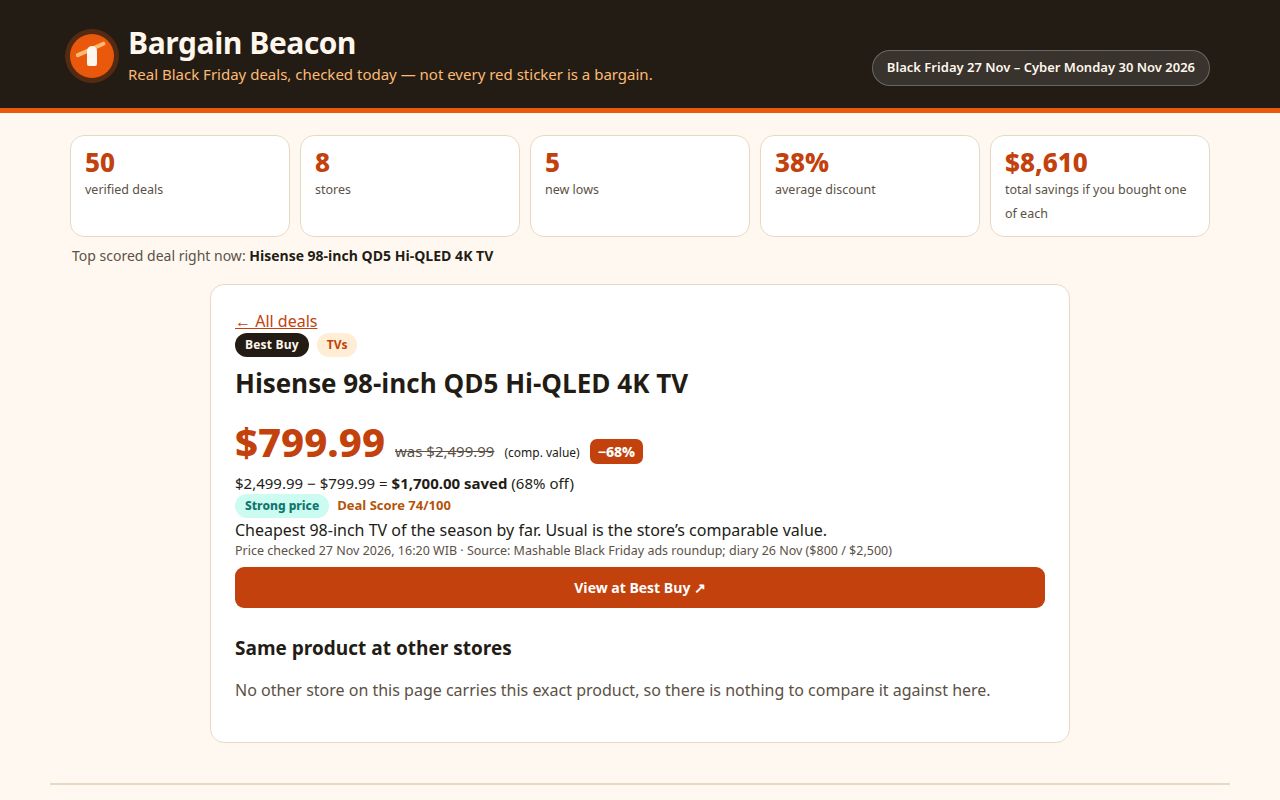 Bargain Beacon
Real Black Friday deals, checked today — not every red sticker is a bargain.
Black Friday 27 Nov – Cyber Monday 30 Nov 2026
50
verified deals
8
stores
5
new lows
38%
average discount
$8,610
total savings if you bought one
of each
Top scored deal right now: Hisense 98-inch QD5 Hi-QLED 4K TV
← All deals
Best Buy TVs
Hisense 98-inch QD5 Hi-QLED 4K TV
$799.99 was $2,499.99 (comp. value) −68%
$2,499.99 − $799.99 = $1,700.00 saved (68% off)
Strong price Deal Score 74/100
Cheapest 98-inch TV of the season by far. Usual is the store’s comparable value.
Price checked 27 Nov 2026, 16:20 WIB · Source: Mashable Black Friday ads roundup; diary 26 Nov ($800 / $2,500)
View at Best Buy ↗
Same product at other stores
No other store on this page carries this exact product, so there is nothing to compare it against here.